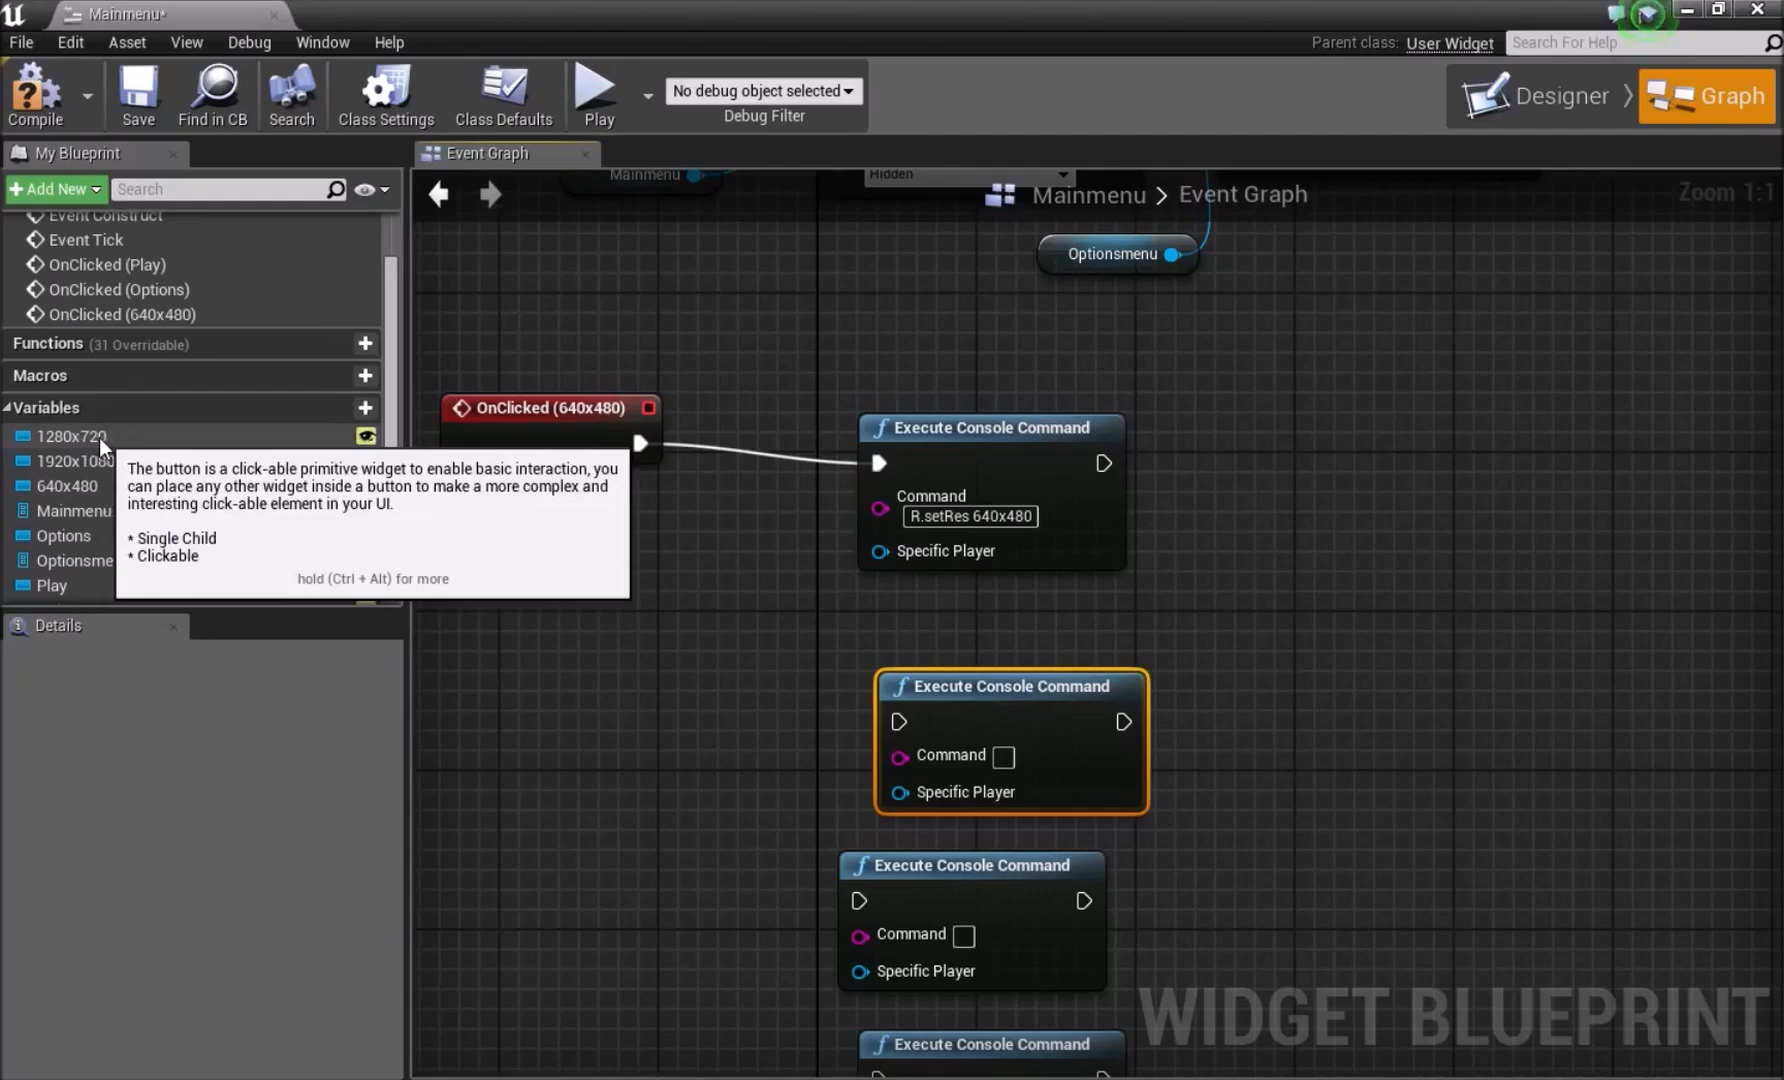 Mainmenu*
File Edit Asset View Debug Window Help
Parent class: User Widget Search For Help
Compile Save Find in CB Search Class Settings Class Defaults Play
No debug object selected
Debug Filter
Designer Graph
My Blueprint
Event Graph
Add New Search
Mainmenu > Event Graph
Zoom 1:1
Event Construct
Event Tick
OnClicked (Play)
OnClicked (Options)
OnClicked (640x480)
Functions (31 Overridable)
Macros
Variables
1280x720
1920x1080
640x480
Mainmenu
Options
Optionsme
Play
The button is a click-able primitive widget to enable basic interaction, you
can place any other widget inside a button to make a more complex and
interesting click-able element in your UI.
* Single Child
* Clickable
hold (Ctrl + Alt) for more
Details
Mainmenu
Hidden
Optionsmenu
OnClicked (640x480)
Execute Console Command
Command
R.setRes 640x480
Specific Player
Execute Console Command
Command
Specific Player
Execute Console Command
Command
Specific Player
Execute Console Command
WIDGET BLUEPRINT